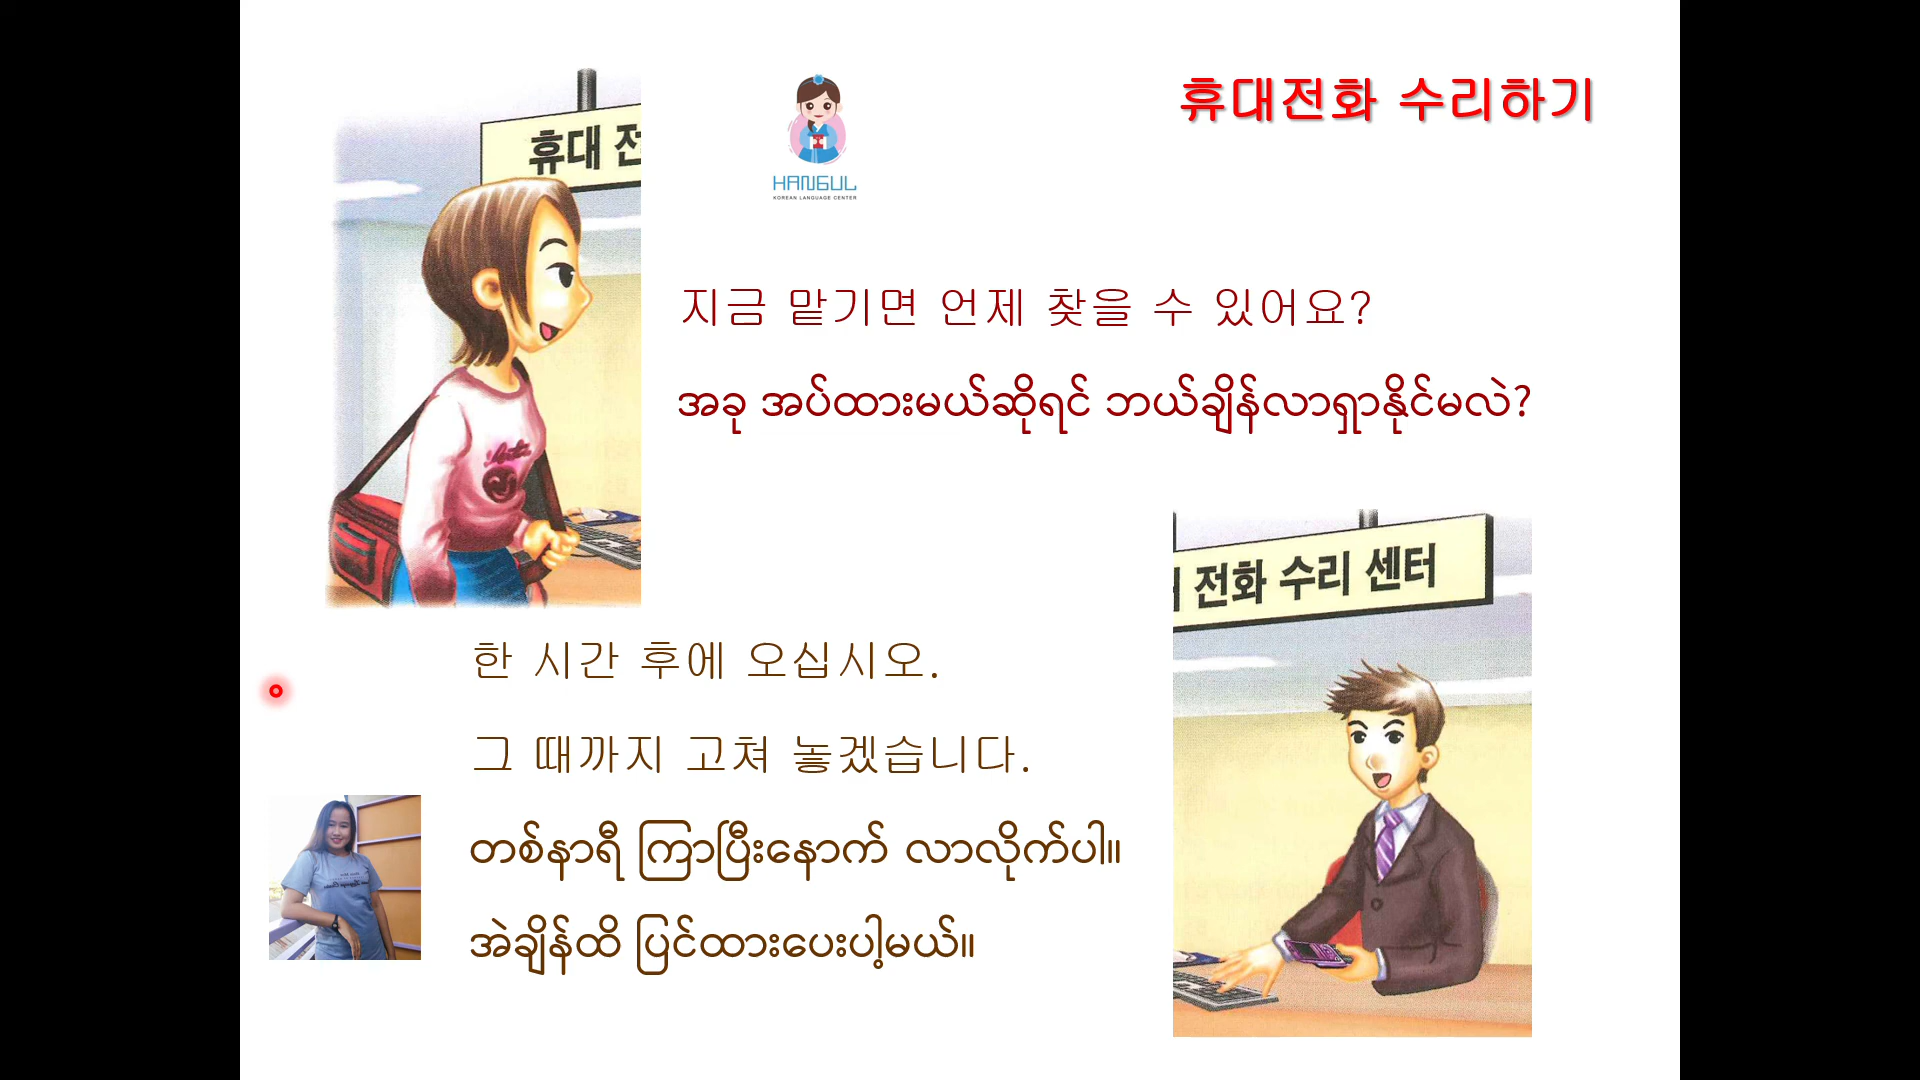 휴대전화 수리하기
휴대 전
HANGUL
KOREAN LANGUAGE CENTER
지금 맡기면 언제 찾을 수 있어요?
အခု အပ်ထားမယ်ဆိုရင် ဘယ်ချိန်လာရှာနိုင်မလဲ?
전화 수리 센터
한 시간 후에 오십시오.
그 때까지 고쳐 놓겠습니다.
တစ်နာရီ ကြာပြီးနောက် လာလိုက်ပါ။
အဲချိန်ထိ ပြင်ထားပေးပါ့မယ်။